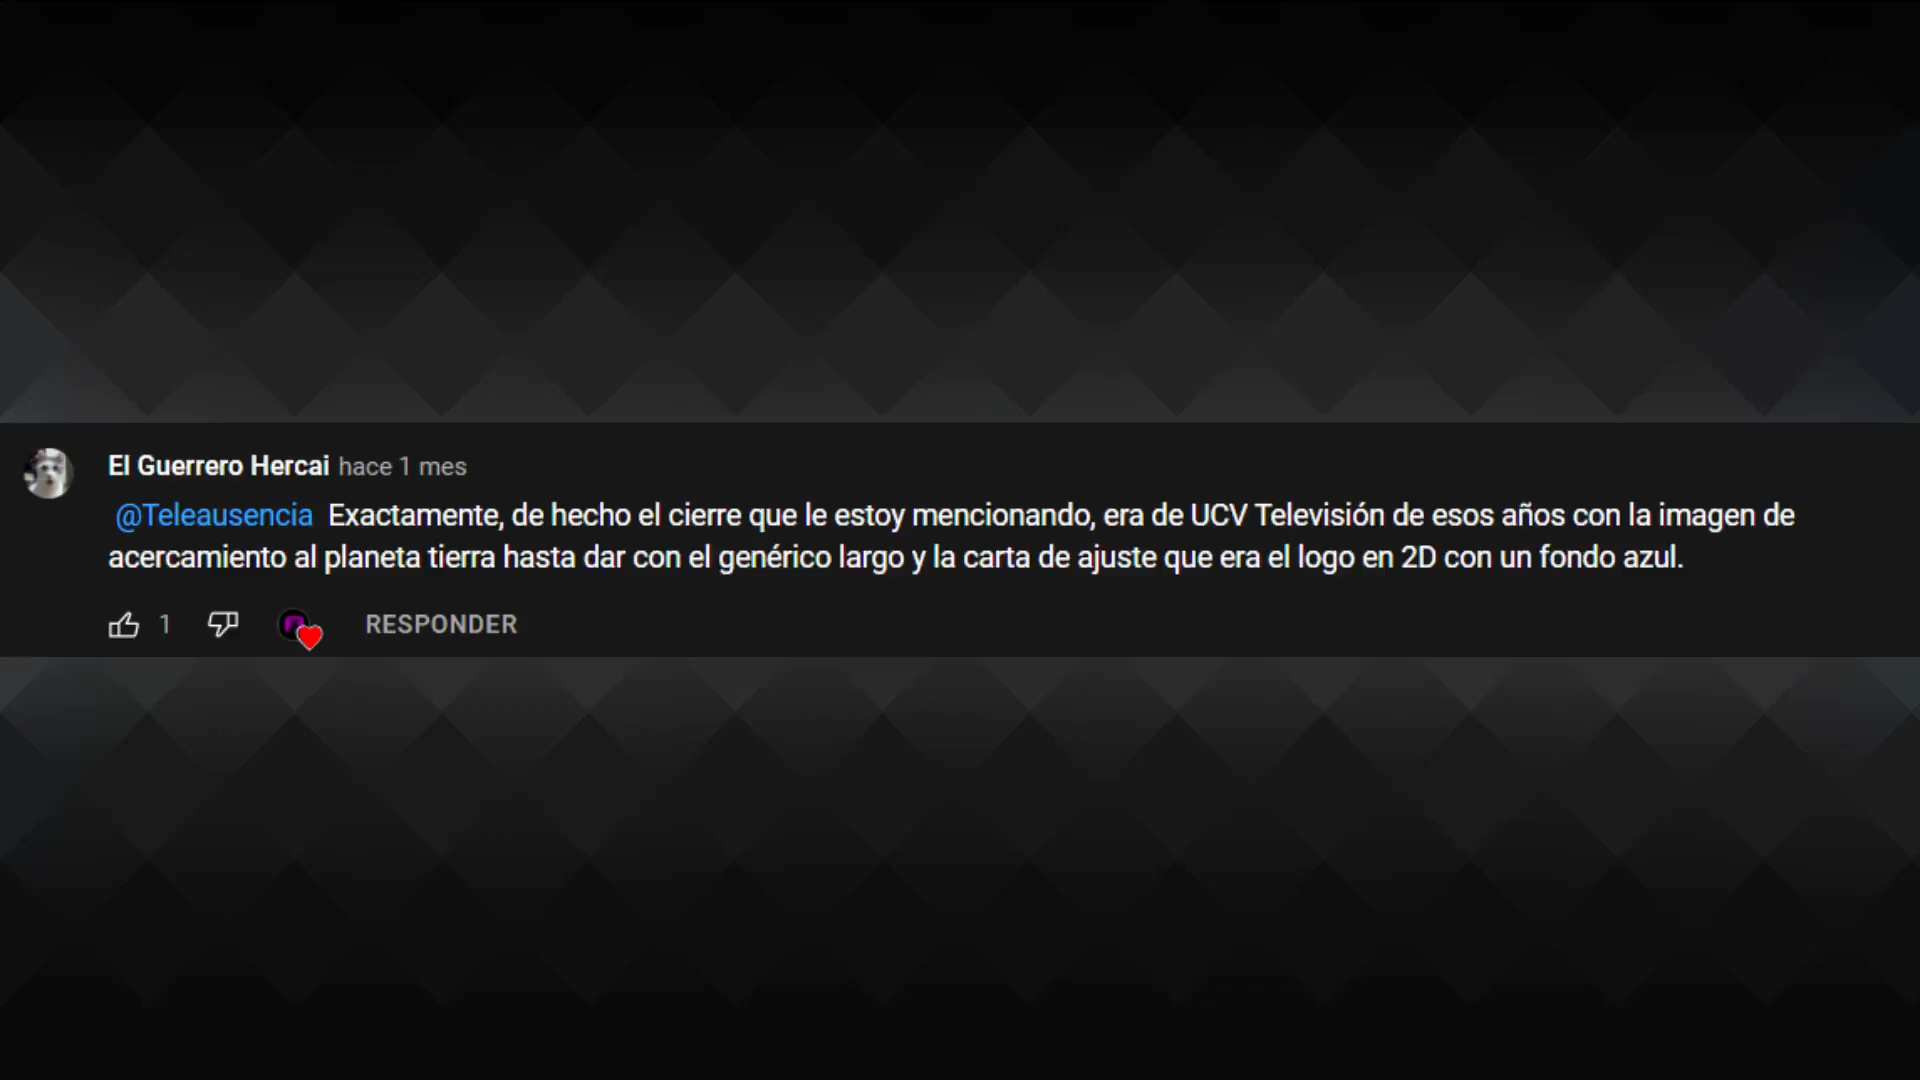 El Guerrero Hercai hace 1 mes
@Teleausencia Exactamente, de hecho el cierre que le estoy mencionando, era de UCV Televisión de esos años con la imagen de
acercamiento al planeta tierra hasta dar con el genérico largo y la carta de ajuste que era el logo en 2D con un fondo azul.
1 RESPONDER